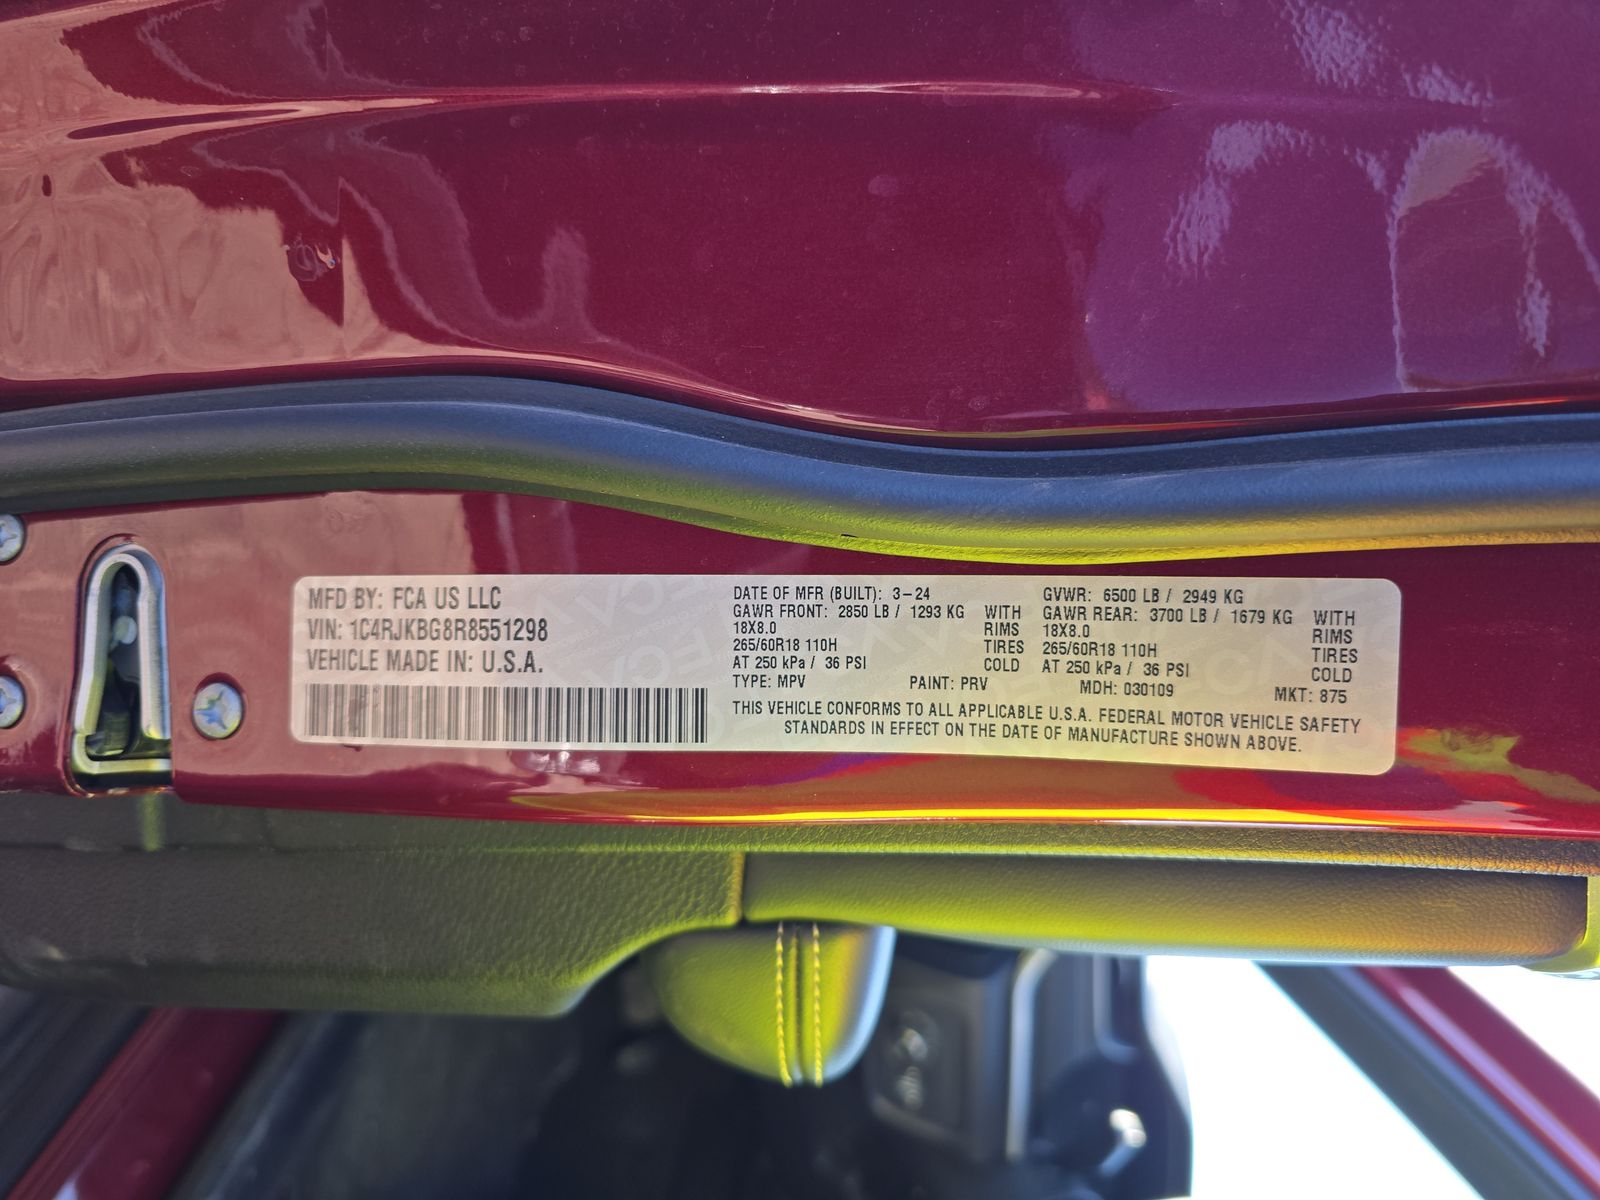 MFD BY: FCA US LLC
VIN: 1C4RJKBG8R8551298
VEHICLE MADE IN: U.S.A.
DATE OF MFR (BUILT): 3-24
GAWR FRONT: 2850 LB / 1293 KG WITH
18X8.0 RIMS
265/60R18 110H TIRES
AT 250 kPa / 36 PSI COLD
GVWR: 6500 LB / 2949 KG
GAWR REAR: 3700 LB / 1679 KG WITH
18X8.0 RIMS
265/60R18 110H TIRES
AT 250 kPa / 36 PSI COLD
TYPE: MPV PAINT: PRV MDH: 030109 MKT: 875
THIS VEHICLE CONFORMS TO ALL APPLICABLE U.S.A. FEDERAL MOTOR VEHICLE SAFETY
STANDARDS IN EFFECT ON THE DATE OF MANUFACTURE SHOWN ABOVE.